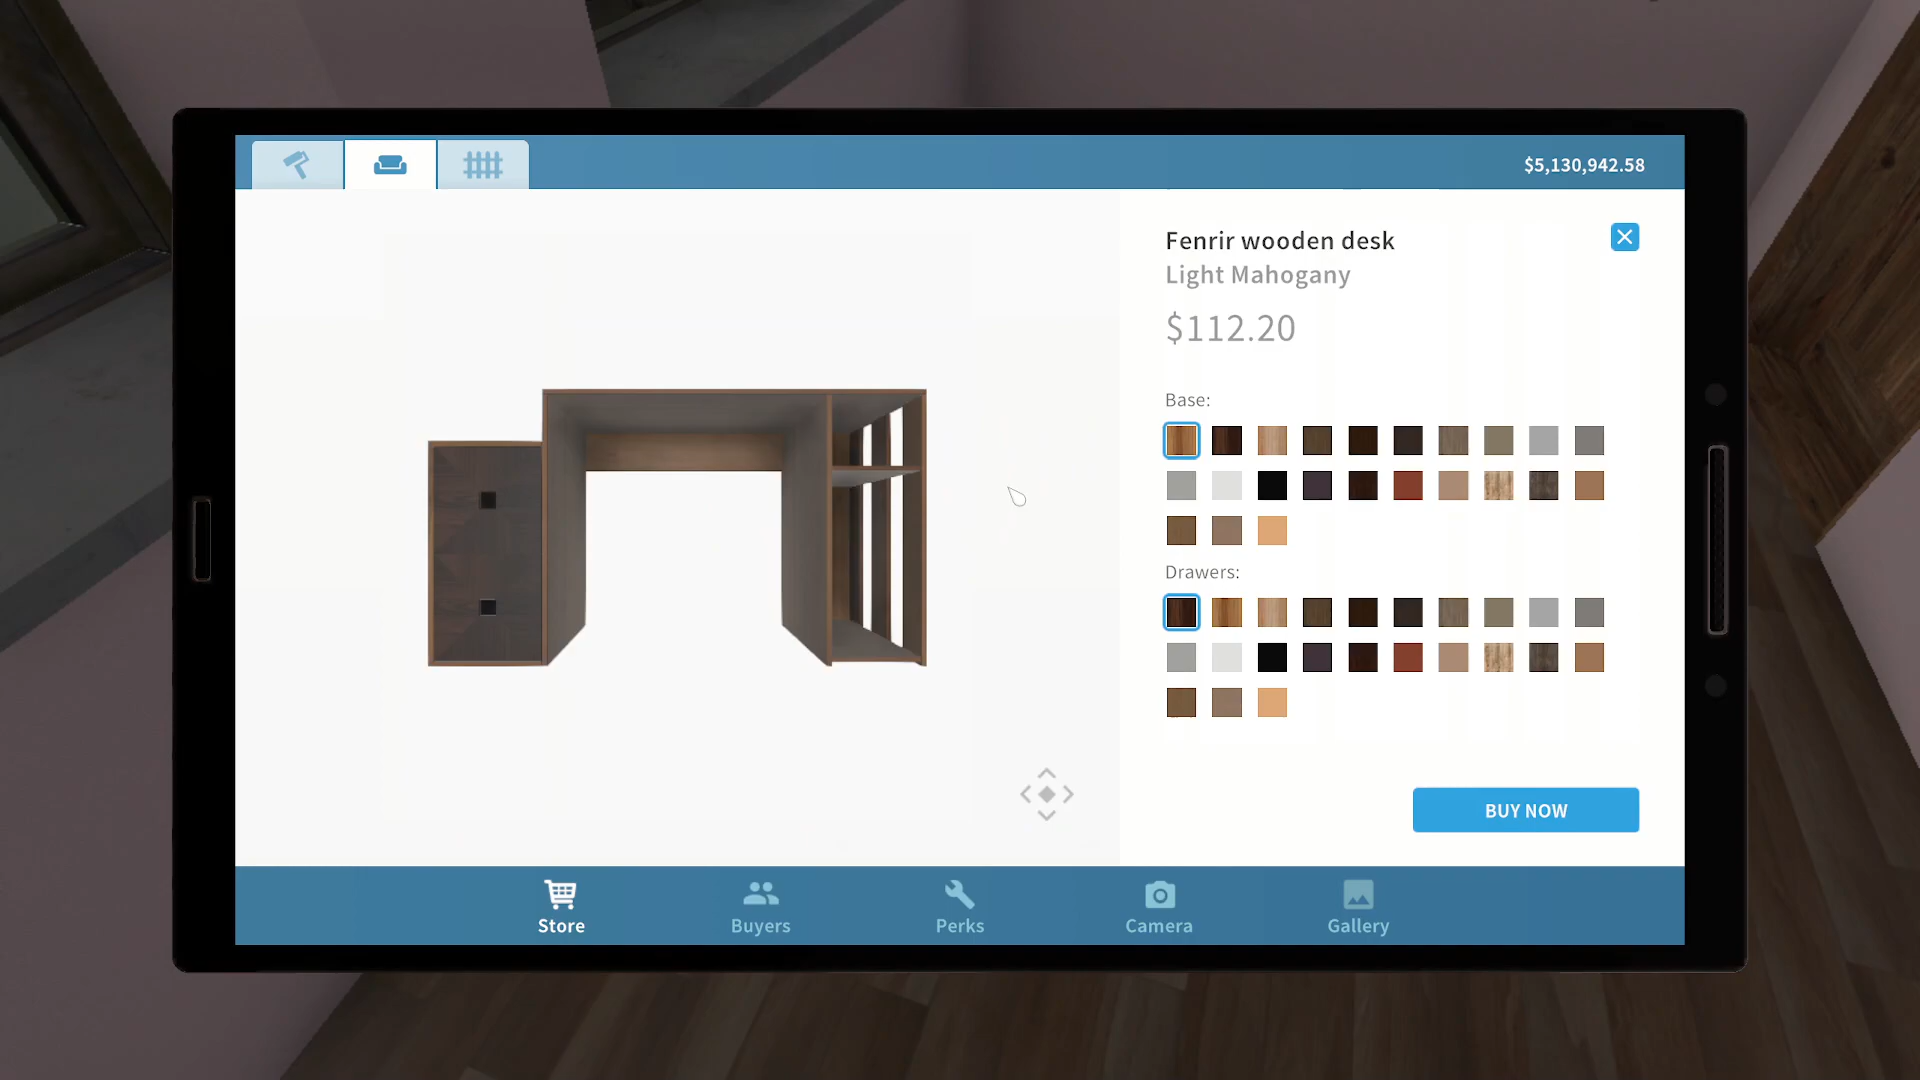 $5,130,942.58
Fenrir wooden desk
Light Mahogany
$112.20
Base:
Drawers:
BUY NOW
Store
Buyers
Perks
Camera
Gallery